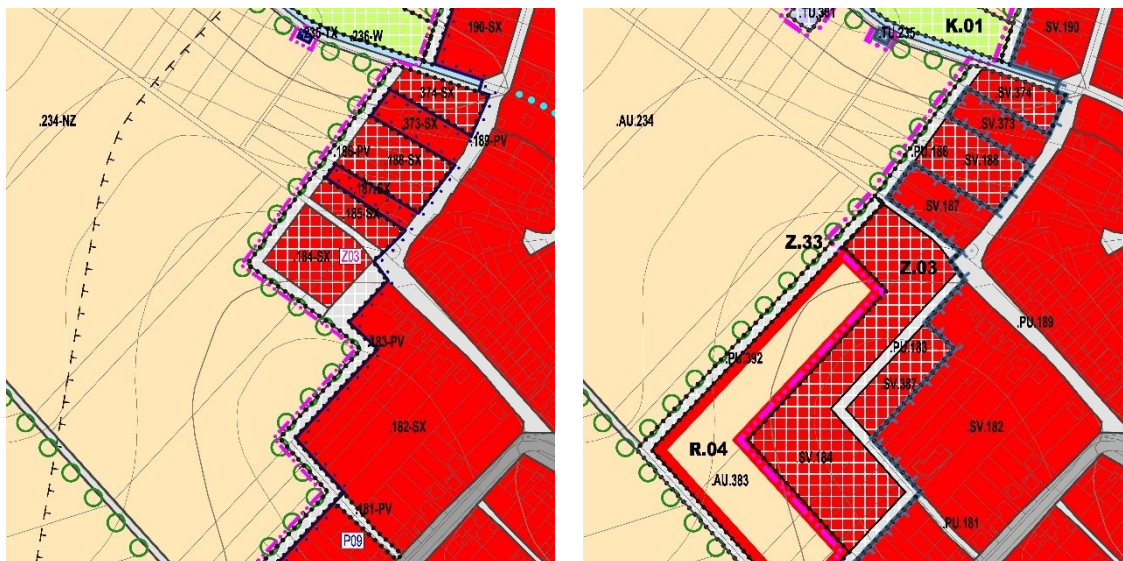 .235-TX
.236-W
190-SX
374-SX
.234-NZ
373-SX
.189-PV
.186-PV
188-SX
187-SX
185-SX
.184-SX
Z03
.183-PV
.182-SX
.181-PV
P09
.TU.361
.TU.235
K.01
SV.190
SV.374
.AU.234
SV.373
.PU.186
SV.188
SV.187
Z.33
Z.03
.PU.189
.PU.183
.PU.392
SV.387
SV.182
R.04
SV.184
.AU.383
.PU.181